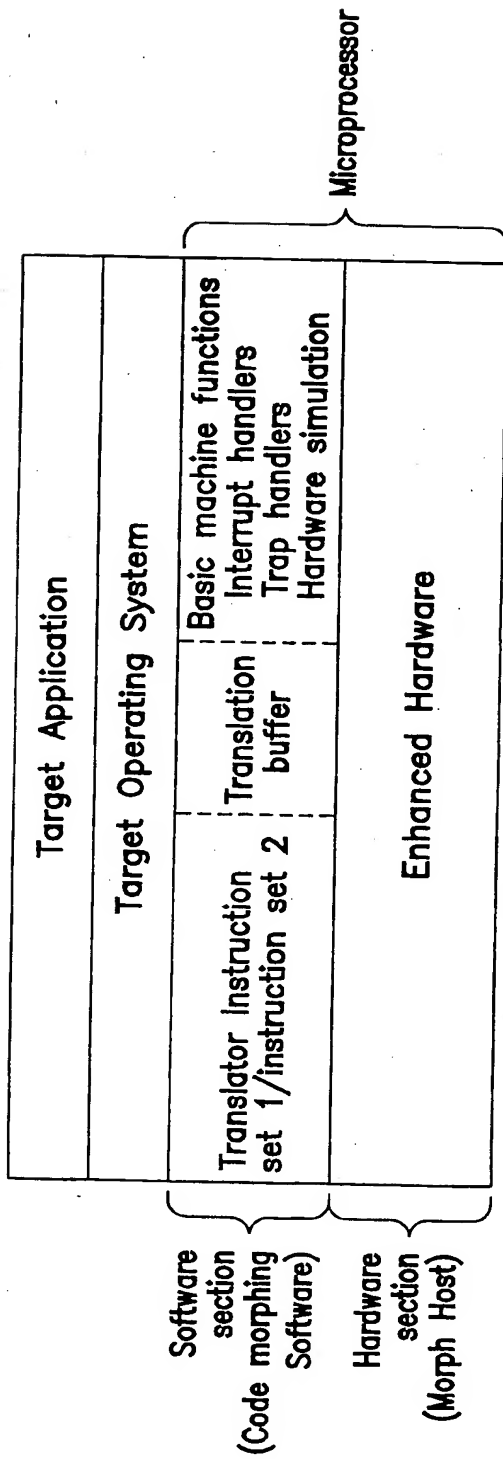 Target Application
Target Operating System
Software
section
(Code morphing
Software)
Translator Instruction
set 1/instruction set 2
Translation
buffer
Basic machine functions
Interrupt handlers
Trap handlers
Hardware simulation
Microprocessor
Hardware
section
(Morph Host)
Enhanced Hardware